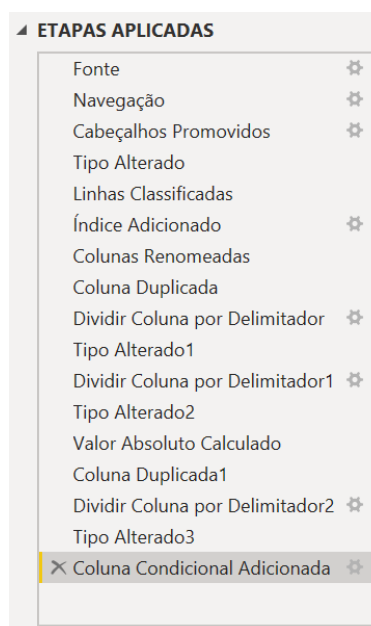 ETAPAS APLICADAS
Fonte
Navegação
Cabeçalhos Promovidos
Tipo Alterado
Linhas Classificadas
Índice Adicionado
Colunas Renomeadas
Coluna Duplicada
Dividir Coluna por Delimitador
Tipo Alterado1
Dividir Coluna por Delimitador1
Tipo Alterado2
Valor Absoluto Calculado
Coluna Duplicada1
Dividir Coluna por Delimitador2
Tipo Alterado3
Coluna Condicional Adicionada